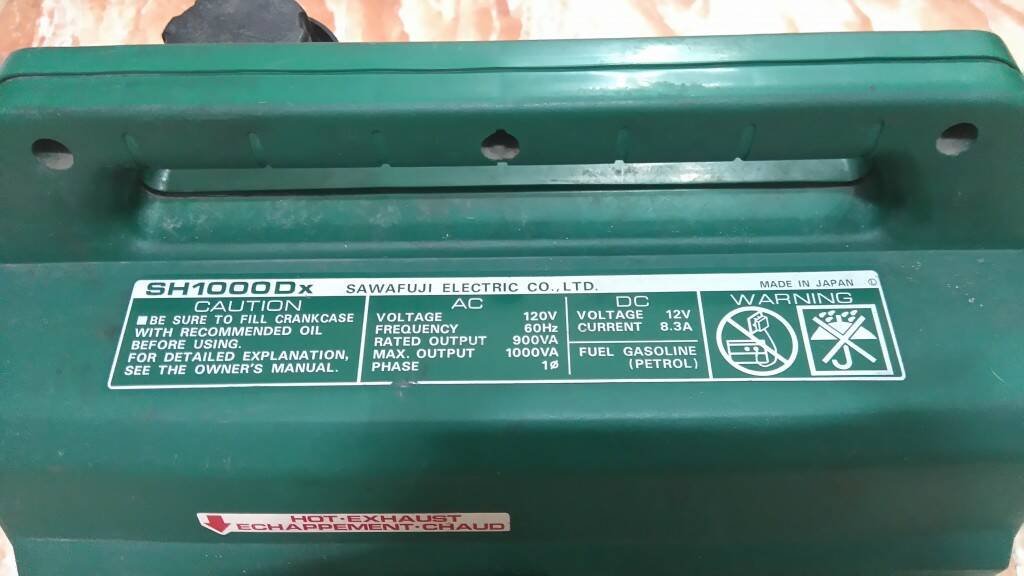 SH1000Dx SAWAFUJI ELECTRIC CO.,LTD. MADE IN JAPAN Ⓛ
CAUTION
■BE SURE TO FILL CRANKCASE
WITH RECOMMENDED OIL
BEFORE USING.
FOR DETAILED EXPLANATION,
SEE THE OWNER'S MANUAL.
AC
VOLTAGE 120V
FREQUENCY 60Hz
RATED OUTPUT 900VA
MAX. OUTPUT 1000VA
PHASE 1ø
DC
VOLTAGE 12V
CURRENT 8.3A
FUEL GASOLINE
(PETROL)
WARNING
HOT·EXHAUST
ECHAPPEMENT·CHAUD